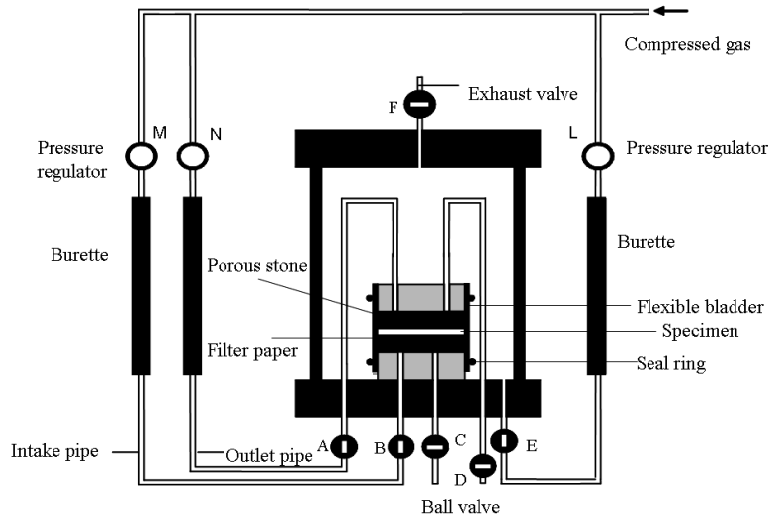 Compressed gas
Exhaust valve
F
M
N
L
Pressure
regulator
Pressure regulator
Burette
Burette
Porous stone
Flexible bladder
Specimen
Filter paper
Seal ring
A
B
C
D
E
Intake pipe
Outlet pipe
Ball valve